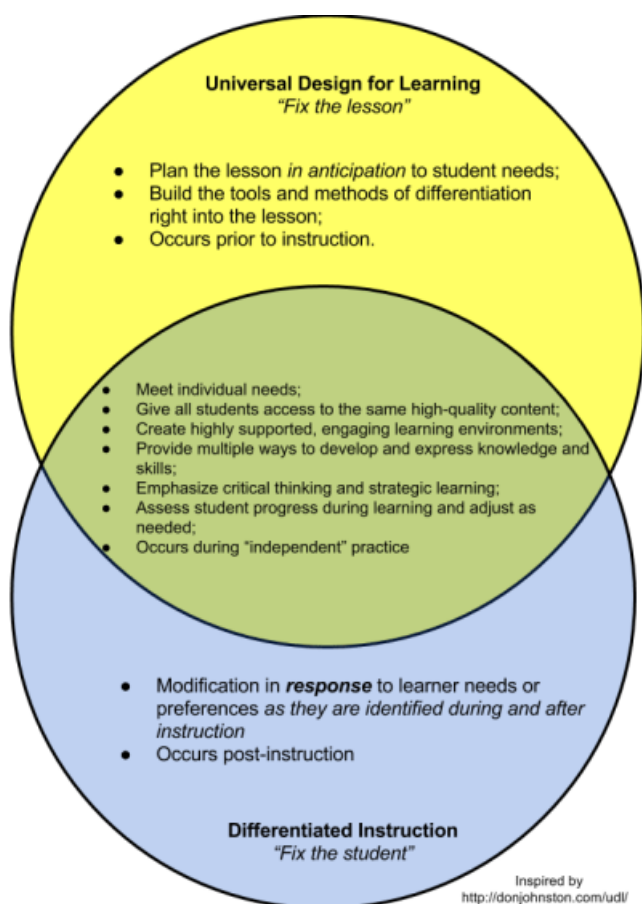 Universal Design for Learning
“Fix the lesson”
● Plan the lesson in anticipation to student needs;
● Build the tools and methods of differentiation
right into the lesson;
● Occurs prior to instruction.
● Meet individual needs;
● Give all students access to the same high-quality content;
● Create highly supported, engaging learning environments;
● Provide multiple ways to develop and express knowledge and
skills;
● Emphasize critical thinking and strategic learning;
● Assess student progress during learning and adjust as
needed;
● Occurs during “independent” practice
● Modification in response to learner needs or
preferences as they are identified during and after
instruction
● Occurs post-instruction
Differentiated Instruction
“Fix the student”
Inspired by
http://donjohnston.com/udl/